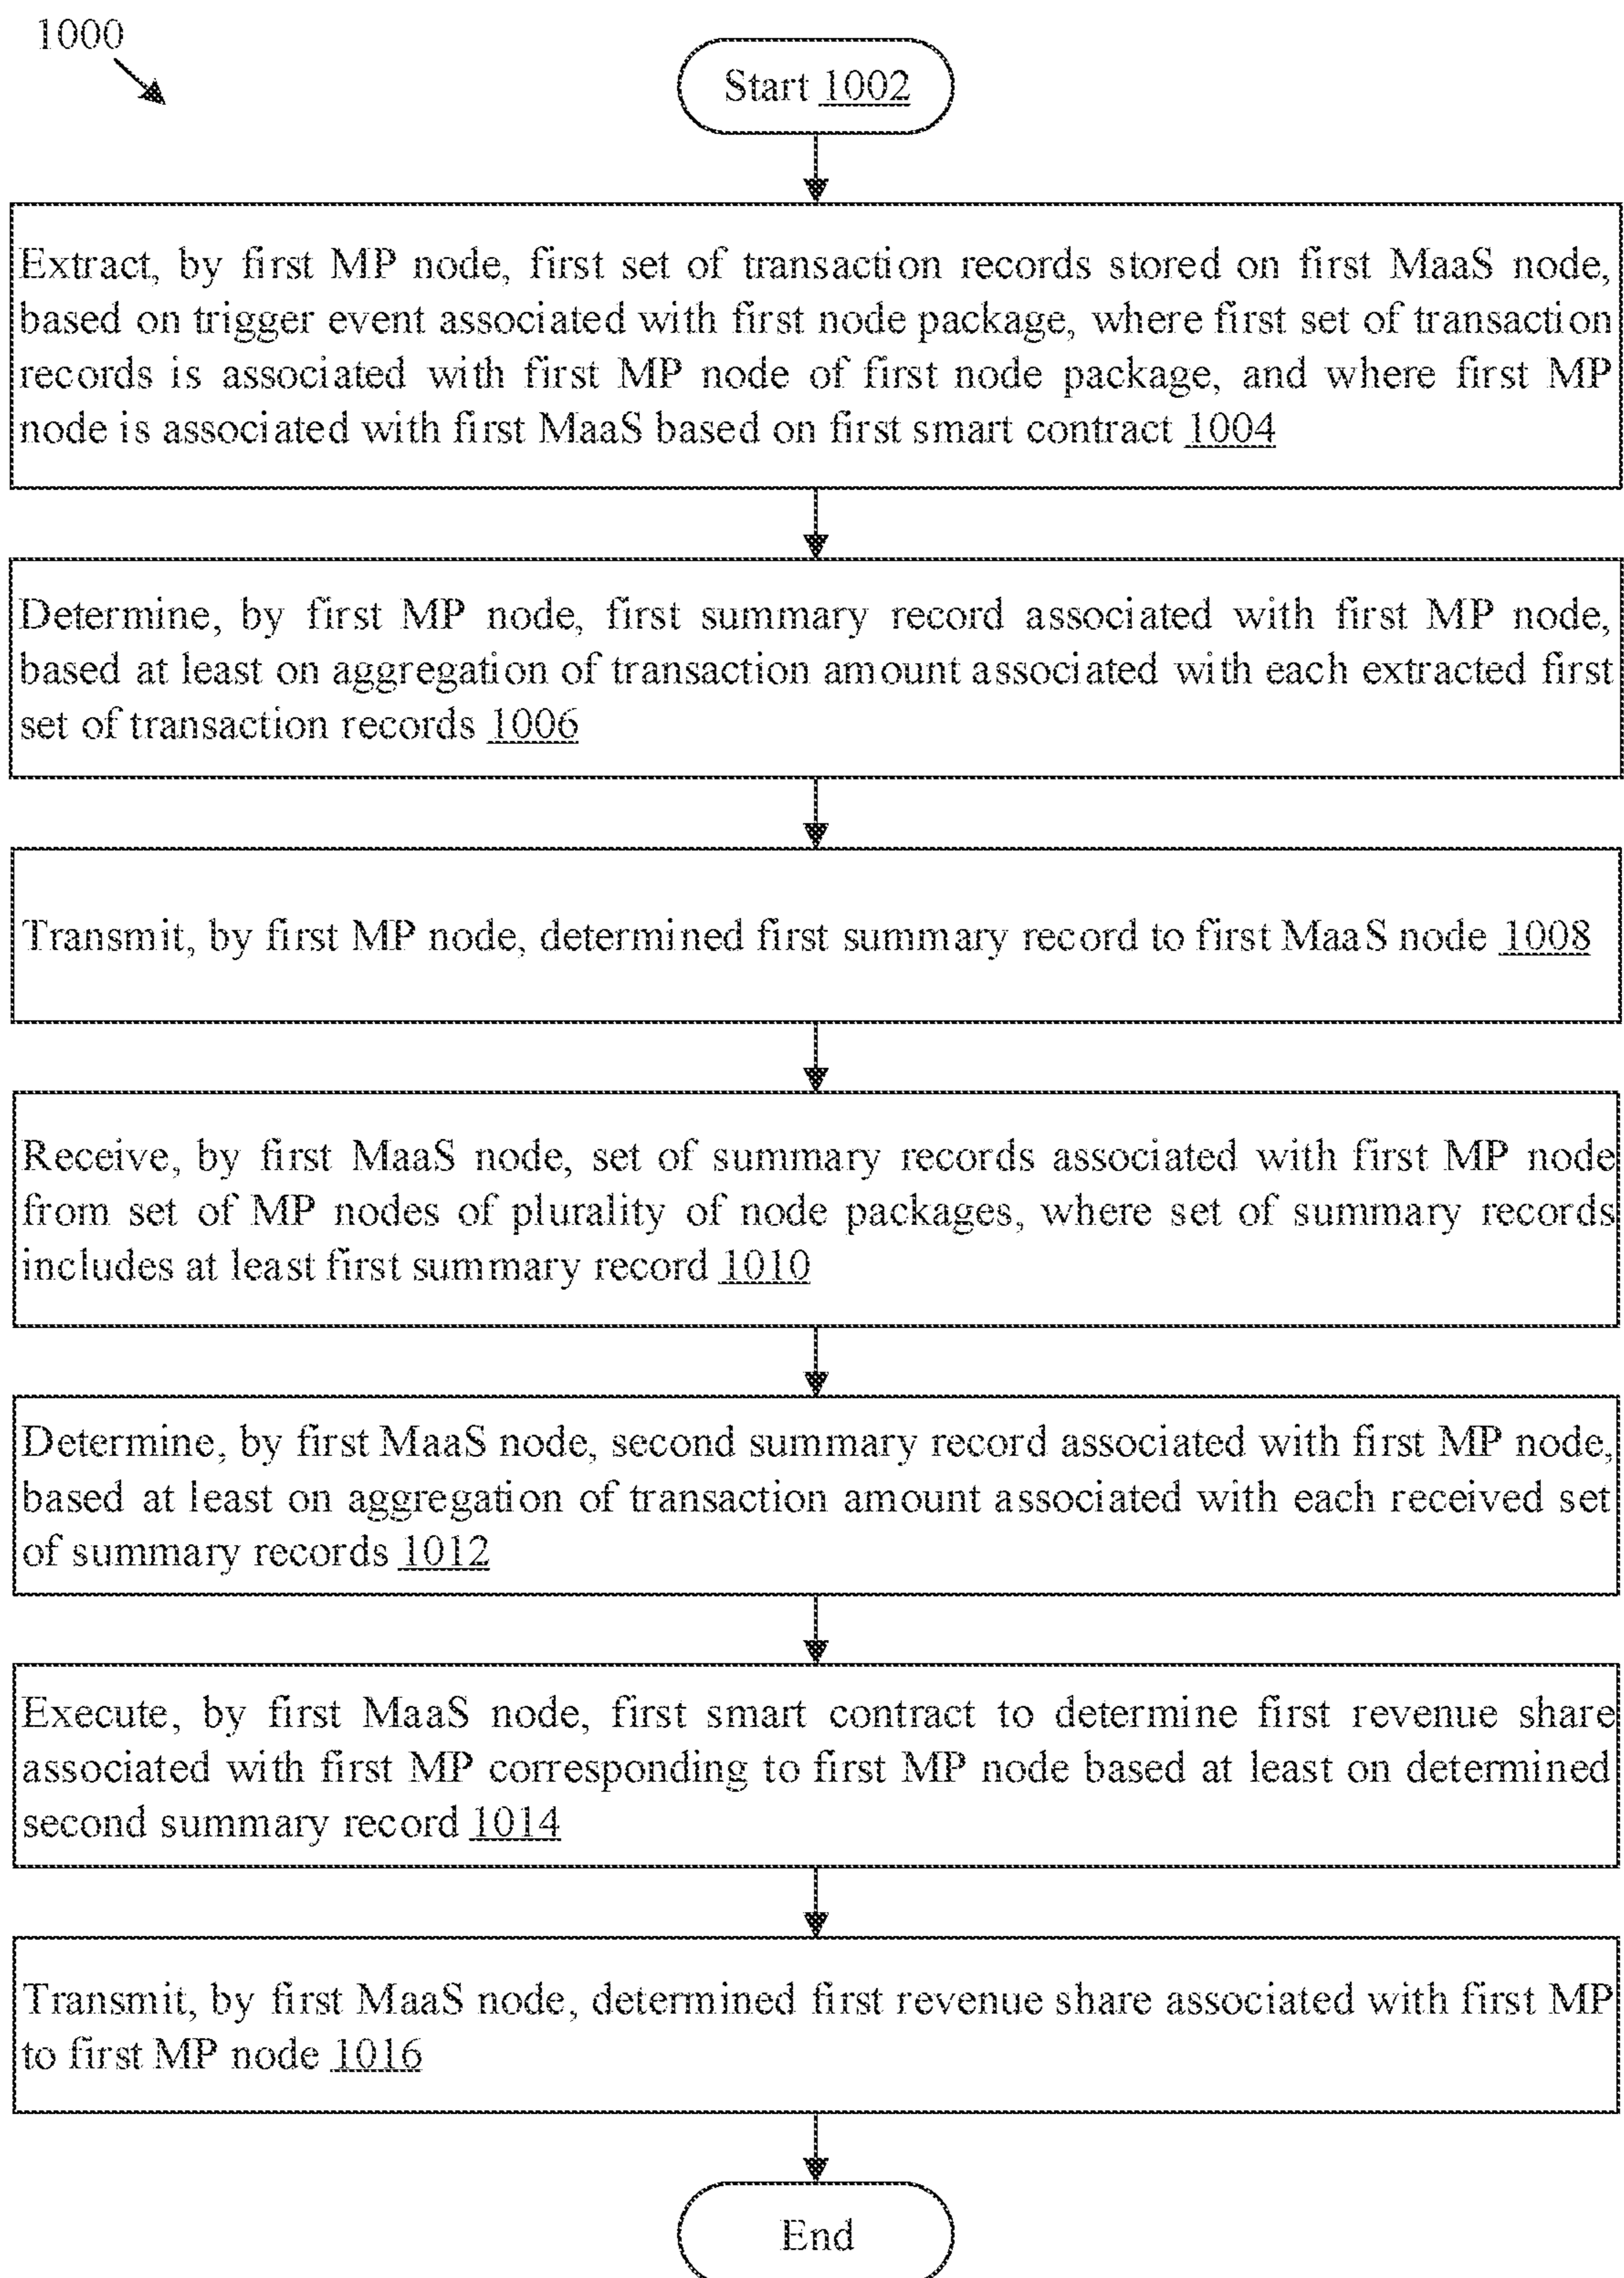 1000
Start 1002
Extract, by first MP node, first set of transaction records stored on first MaaS node,
based on trigger event associated with first node package, where first set of transaction
records is associated with first MP node of first node package, and where first MP
node is associated with first MaaS based on first smart contract 1004
Determine, by first MP node, first summary record associated with first MP node,
based at least on aggregation of transaction amount associated with each extracted first
set of transaction records 1006
Transmit, by first MP node, determined first summary record to first MaaS node 1008
Receive, by first MaaS node, set of summary records associated with first MP node
from set of MP nodes of plurality of node packages, where set of summary records
includes at least first summary record 1010
Determine, by first MaaS node, second summary record associated with first MP node,
based at least on aggregation of transaction amount associated with each received set
of summary records 1012
Execute, by first MaaS node, first smart contract to determine first revenue share
associated with first MP corresponding to first MP node based at least on determined
second summary record 1014
Transmit, by first MaaS node, determined first revenue share associated with first MP
to first MP node 1016
End